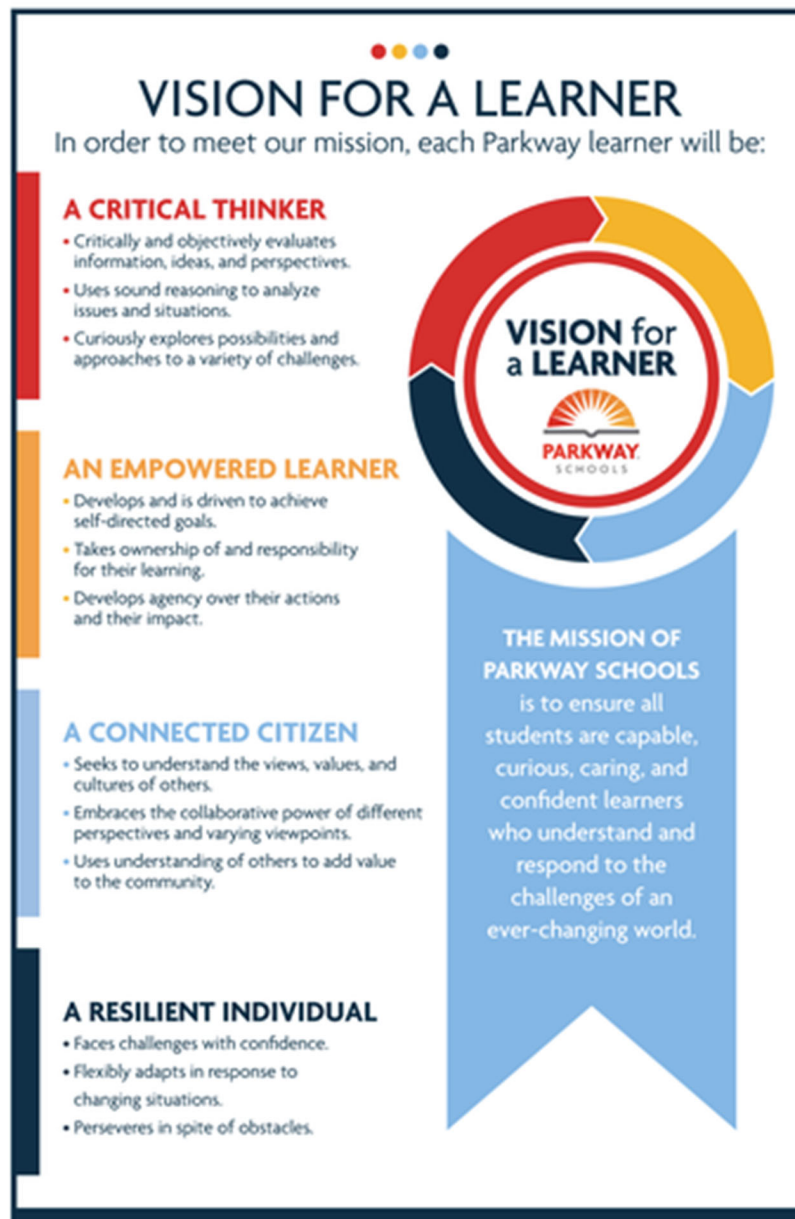 VISION FOR A LEARNER
In order to meet our mission, each Parkway learner will be:
A CRITICAL THINKER
• Critically and objectively evaluates
information, ideas, and perspectives.
• Uses sound reasoning to analyze
issues and situations.
• Curiously explores possibilities and
approaches to a variety of challenges.
AN EMPOWERED LEARNER
• Develops and is driven to achieve
self-directed goals.
• Takes ownership of and responsibility
for their learning.
• Develops agency over their actions
and their impact.
A CONNECTED CITIZEN
• Seeks to understand the views, values, and
cultures of others.
• Embraces the collaborative power of different
perspectives and varying viewpoints.
• Uses understanding of others to add value
to the community.
A RESILIENT INDIVIDUAL
• Faces challenges with confidence.
• Flexibly adapts in response to
changing situations.
• Perseveres in spite of obstacles.
VISION for
a LEARNER
PARKWAY
SCHOOLS
THE MISSION OF
PARKWAY SCHOOLS
is to ensure all
students are capable,
curious, caring, and
confident learners
who understand and
respond to the
challenges of an
ever-changing world.